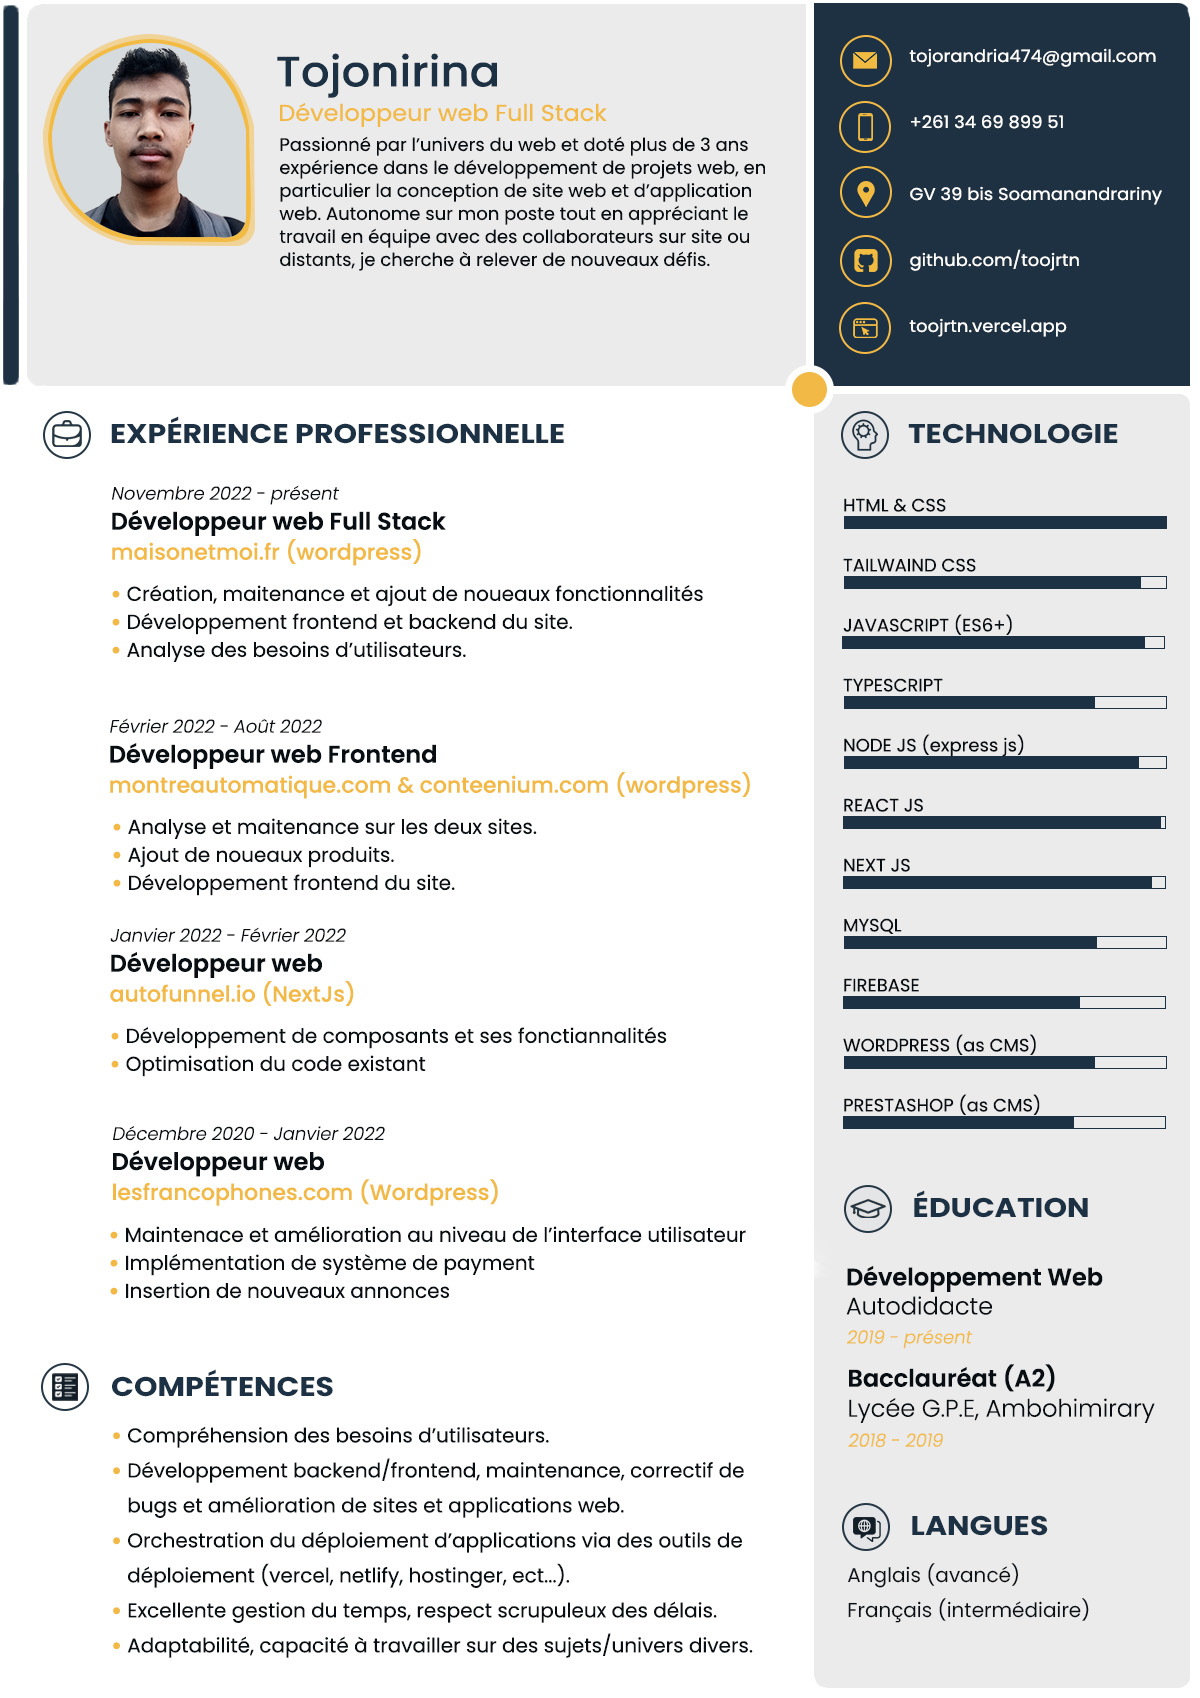 Tojonirina
Développeur web Full Stack
Passionné par l'univers du web et doté plus de 3 ans
expérience dans le développement de projets web, en
particulier la conception de site web et d'application
web. Autonome sur mon poste tout en appréciant le
travail en équipe avec des collaborateurs sur site ou
distants, je cherche à relever de nouveaux défis.
tojorandria474@gmail.com
+261 34 69 899 51
GV 39 bis Soamanandrariny
github.com/toojrtn
toojrtn.vercel.app
EXPÉRIENCE PROFESSIONNELLE
Novembre 2022 - présent
Développeur web Full Stack
maisonetmoi.fr (wordpress)
• Création, maitenance et ajout de noueaux fonctionnalités
• Développement frontend et backend du site.
• Analyse des besoins d'utilisateurs.
Février 2022 - Août 2022
Développeur web Frontend
montreautomatique.com & conteenium.com (wordpress)
• Analyse et maitenance sur les deux sites.
• Ajout de noueaux produits.
• Développement frontend du site.
Janvier 2022 - Février 2022
Développeur web
autofunnel.io (NextJs)
• Développement de composants et ses fonctiannalités
• Optimisation du code existant
Décembre 2020 - Janvier 2022
Développeur web
lesfrancophones.com (Wordpress)
• Maintenace et amélioration au niveau de l'interface utilisateur
• Implémentation de système de payment
• Insertion de nouveaux annonces
COMPÉTENCES
• Compréhension des besoins d'utilisateurs.
• Développement backend/frontend, maintenance, correctif de
bugs et amélioration de sites et applications web.
• Orchestration du déploiement d'applications via des outils de
déploiement (vercel, netlify, hostinger, ect...).
• Excellente gestion du temps, respect scrupuleux des délais.
• Adaptabilité, capacité à travailler sur des sujets/univers divers.
TECHNOLOGIE
HTML & CSS
TAILWAIND CSS
JAVASCRIPT (ES6+)
TYPESCRIPT
NODE JS (express js)
REACT JS
NEXT JS
MYSQL
FIREBASE
WORDPRESS (as CMS)
PRESTASHOP (as CMS)
ÉDUCATION
Développement Web
Autodidacte
2019 - présent
Bacclauréat (A2)
Lycée G.P.E, Ambohimirary
2018 - 2019
LANGUES
Anglais (avancé)
Français (intermédiaire)